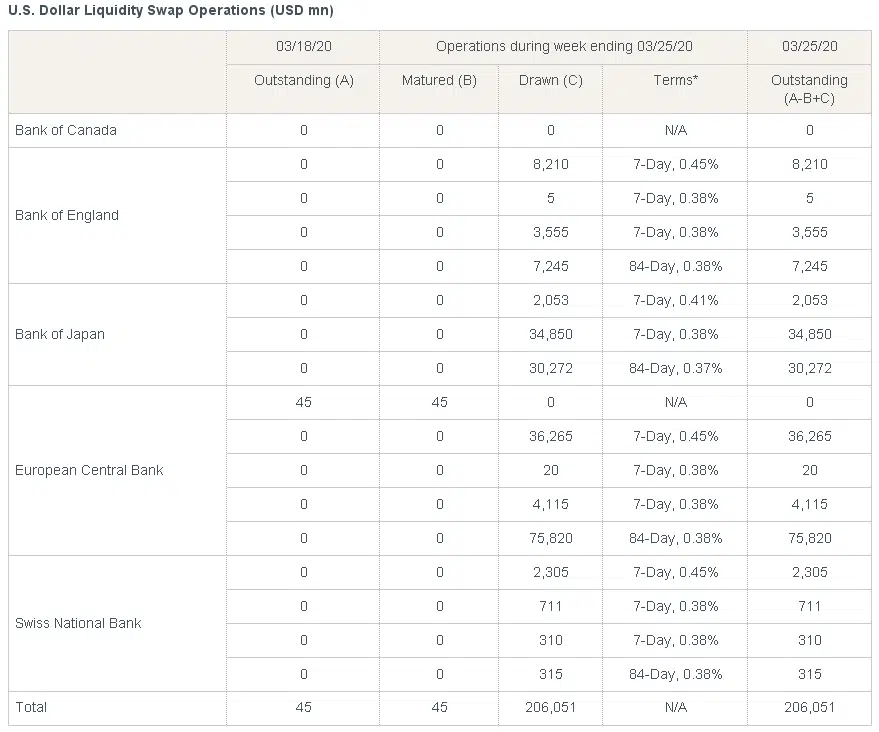 U.S. Dollar Liquidity Swap Operations (USD mn)
03/18/20 Operations during week ending 03/25/20 03/25/20
Outstanding (A) Matured (B) Drawn (C) Terms* Outstanding
(A-B+C)
Bank of Canada 0 0 0 N/A 0
0 0 8,210 7-Day, 0.45% 8,210
0 0 5 7-Day, 0.38% 5
Bank of England
0 0 3,555 7-Day, 0.38% 3,555
0 0 7,245 84-Day, 0.38% 7,245
0 0 2,053 7-Day, 0.41% 2,053
Bank of Japan 0 0 34,850 7-Day, 0.38% 34,850
0 0 30,272 84-Day, 0.37% 30,272
45 45 0 N/A 0
0 0 36,265 7-Day, 0.45% 36,265
European Central Bank 0 0 20 7-Day, 0.38% 20
0 0 4,115 7-Day, 0.38% 4,115
0 0 75,820 84-Day, 0.38% 75,820
0 0 2,305 7-Day, 0.45% 2,305
0 0 711 7-Day, 0.38% 711
Swiss National Bank
0 0 310 7-Day, 0.38% 310
0 0 315 84-Day, 0.38% 315
Total 45 45 206,051 N/A 206,051